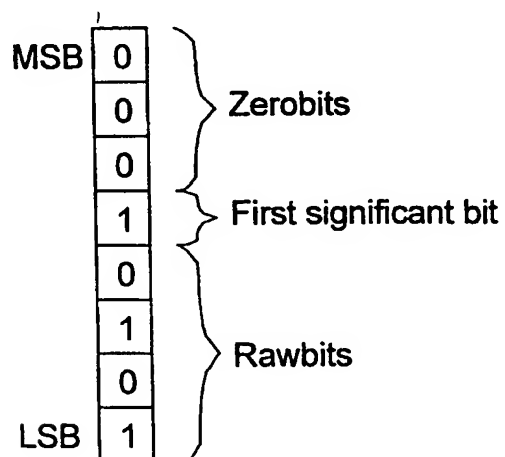 MSB 0
0 Zerobits
0
1 First significant bit
0
1
0 Rawbits
LSB 1